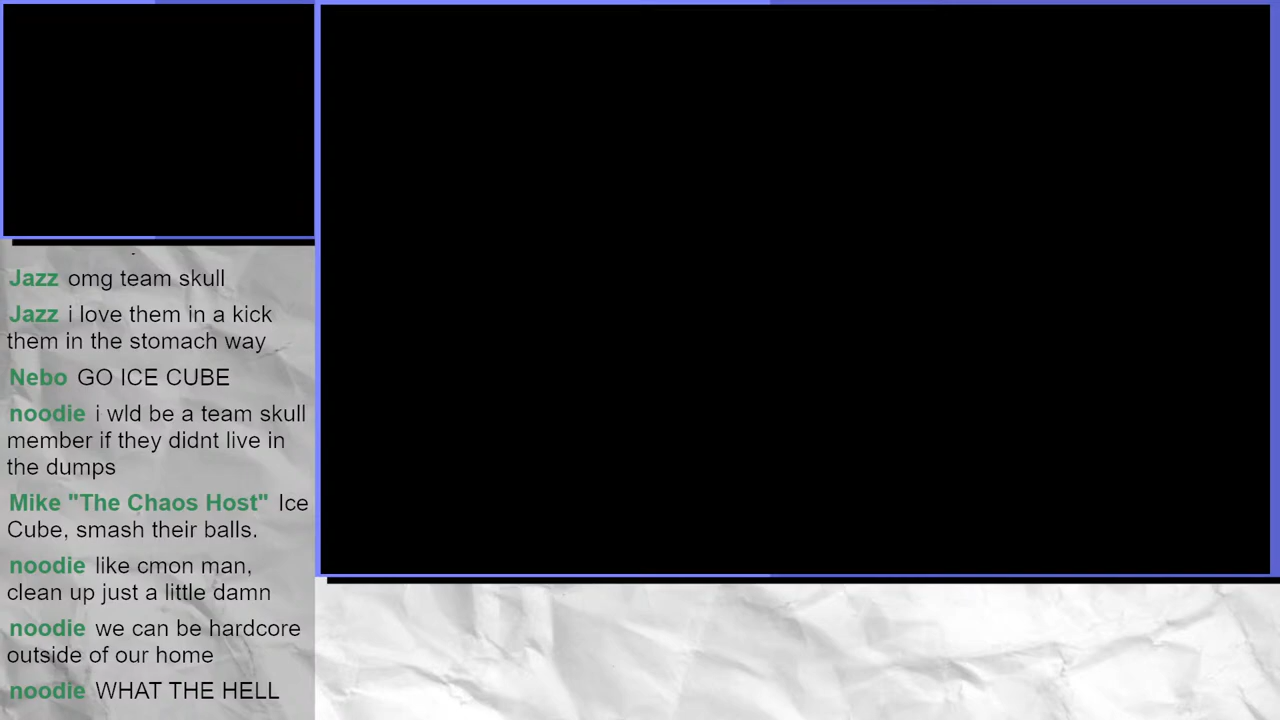 Jazz omg team skull
Jazz i love them in a kick
them in the stomach way
Nebo GO ICE CUBE
noodie i wld be a team skull
member if they didnt live in
the dumps
Mike "The Chaos Host" Ice
Cube, smash their balls.
noodie like cmon man,
clean up just a little damn
noodie we can be hardcore
outside of our home
noodie WHAT THE HELL